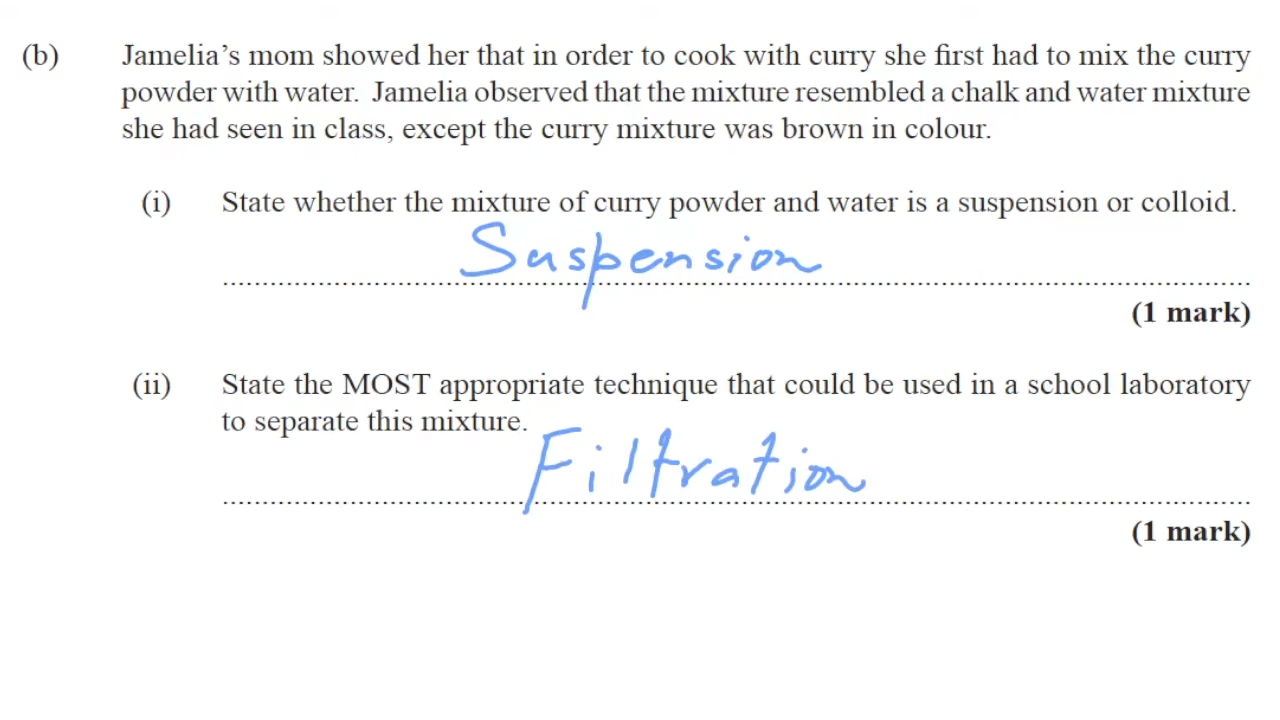 (b) Jamelia's mom showed her that in order to cook with curry she first had to mix the curry
powder with water. Jamelia observed that the mixture resembled a chalk and water mixture
she had seen in class, except the curry mixture was brown in colour.
(i) State whether the mixture of curry powder and water is a suspension or colloid.
Suspension
(1 mark)
(ii) State the MOST appropriate technique that could be used in a school laboratory
to separate this mixture.
Filtration
(1 mark)